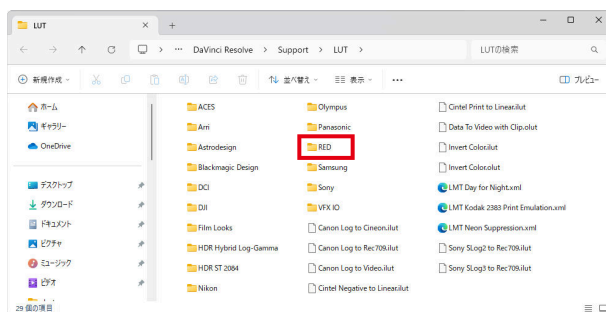 LUT
DaVinci Resolve > Support > LUT >
LUTの検索
新規作成
並べ替え
表示
プレビュー
ホーム
ギャラリー
OneDrive
デスクトップ
ダウンロード
ドキュメント
ピクチャ
ミュージック
ビデオ
ACES
Arri
Astrodesign
Blackmagic Design
DCI
DJI
Film Looks
HDR Hybrid Log-Gamma
HDR ST 2084
Nikon
Olympus
Panasonic
RED
Samsung
Sony
VFX IO
Canon Log to Cineon.ilut
Canon Log to Rec709.ilut
Canon Log to Video.ilut
Cintel Negative to Linear.ilut
Cintel Print to Linear.ilut
Data To Video with Clip.olut
Invert Color.ilut
Invert Color.olut
LMT Day for Night.xml
LMT Kodak 2383 Print Emulation.xml
LMT Neon Suppression.xml
Sony SLog2 to Rec709.ilut
Sony SLog3 to Rec709.ilut
29 個の項目